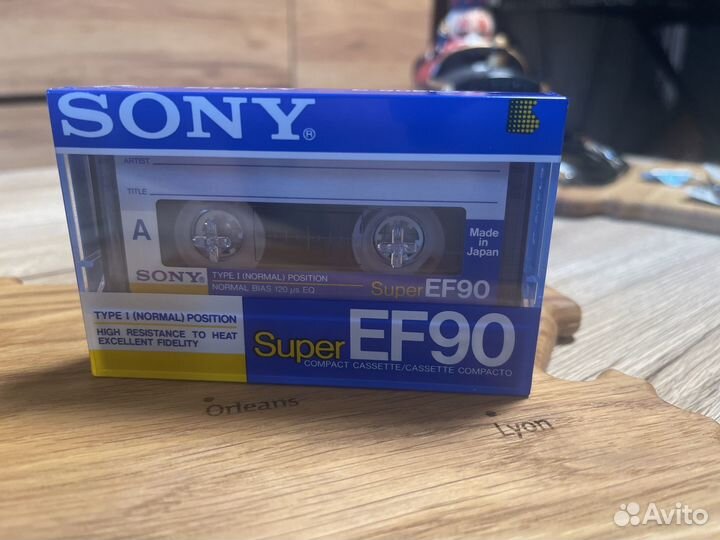 SONY®
ARTIST
TITLE
A
Made in
Japan
SONY®
TYPE I (NORMAL) POSITION
NORMAL BIAS 120 µs EQ
Super EF90
TYPE I (NORMAL) POSITION
HIGH RESISTANCE TO HEAT
EXCELLENT FIDELITY
Super EF90
COMPACT CASSETTE/CASSETTE COMPACTO
Orleans
Lyon
Avito